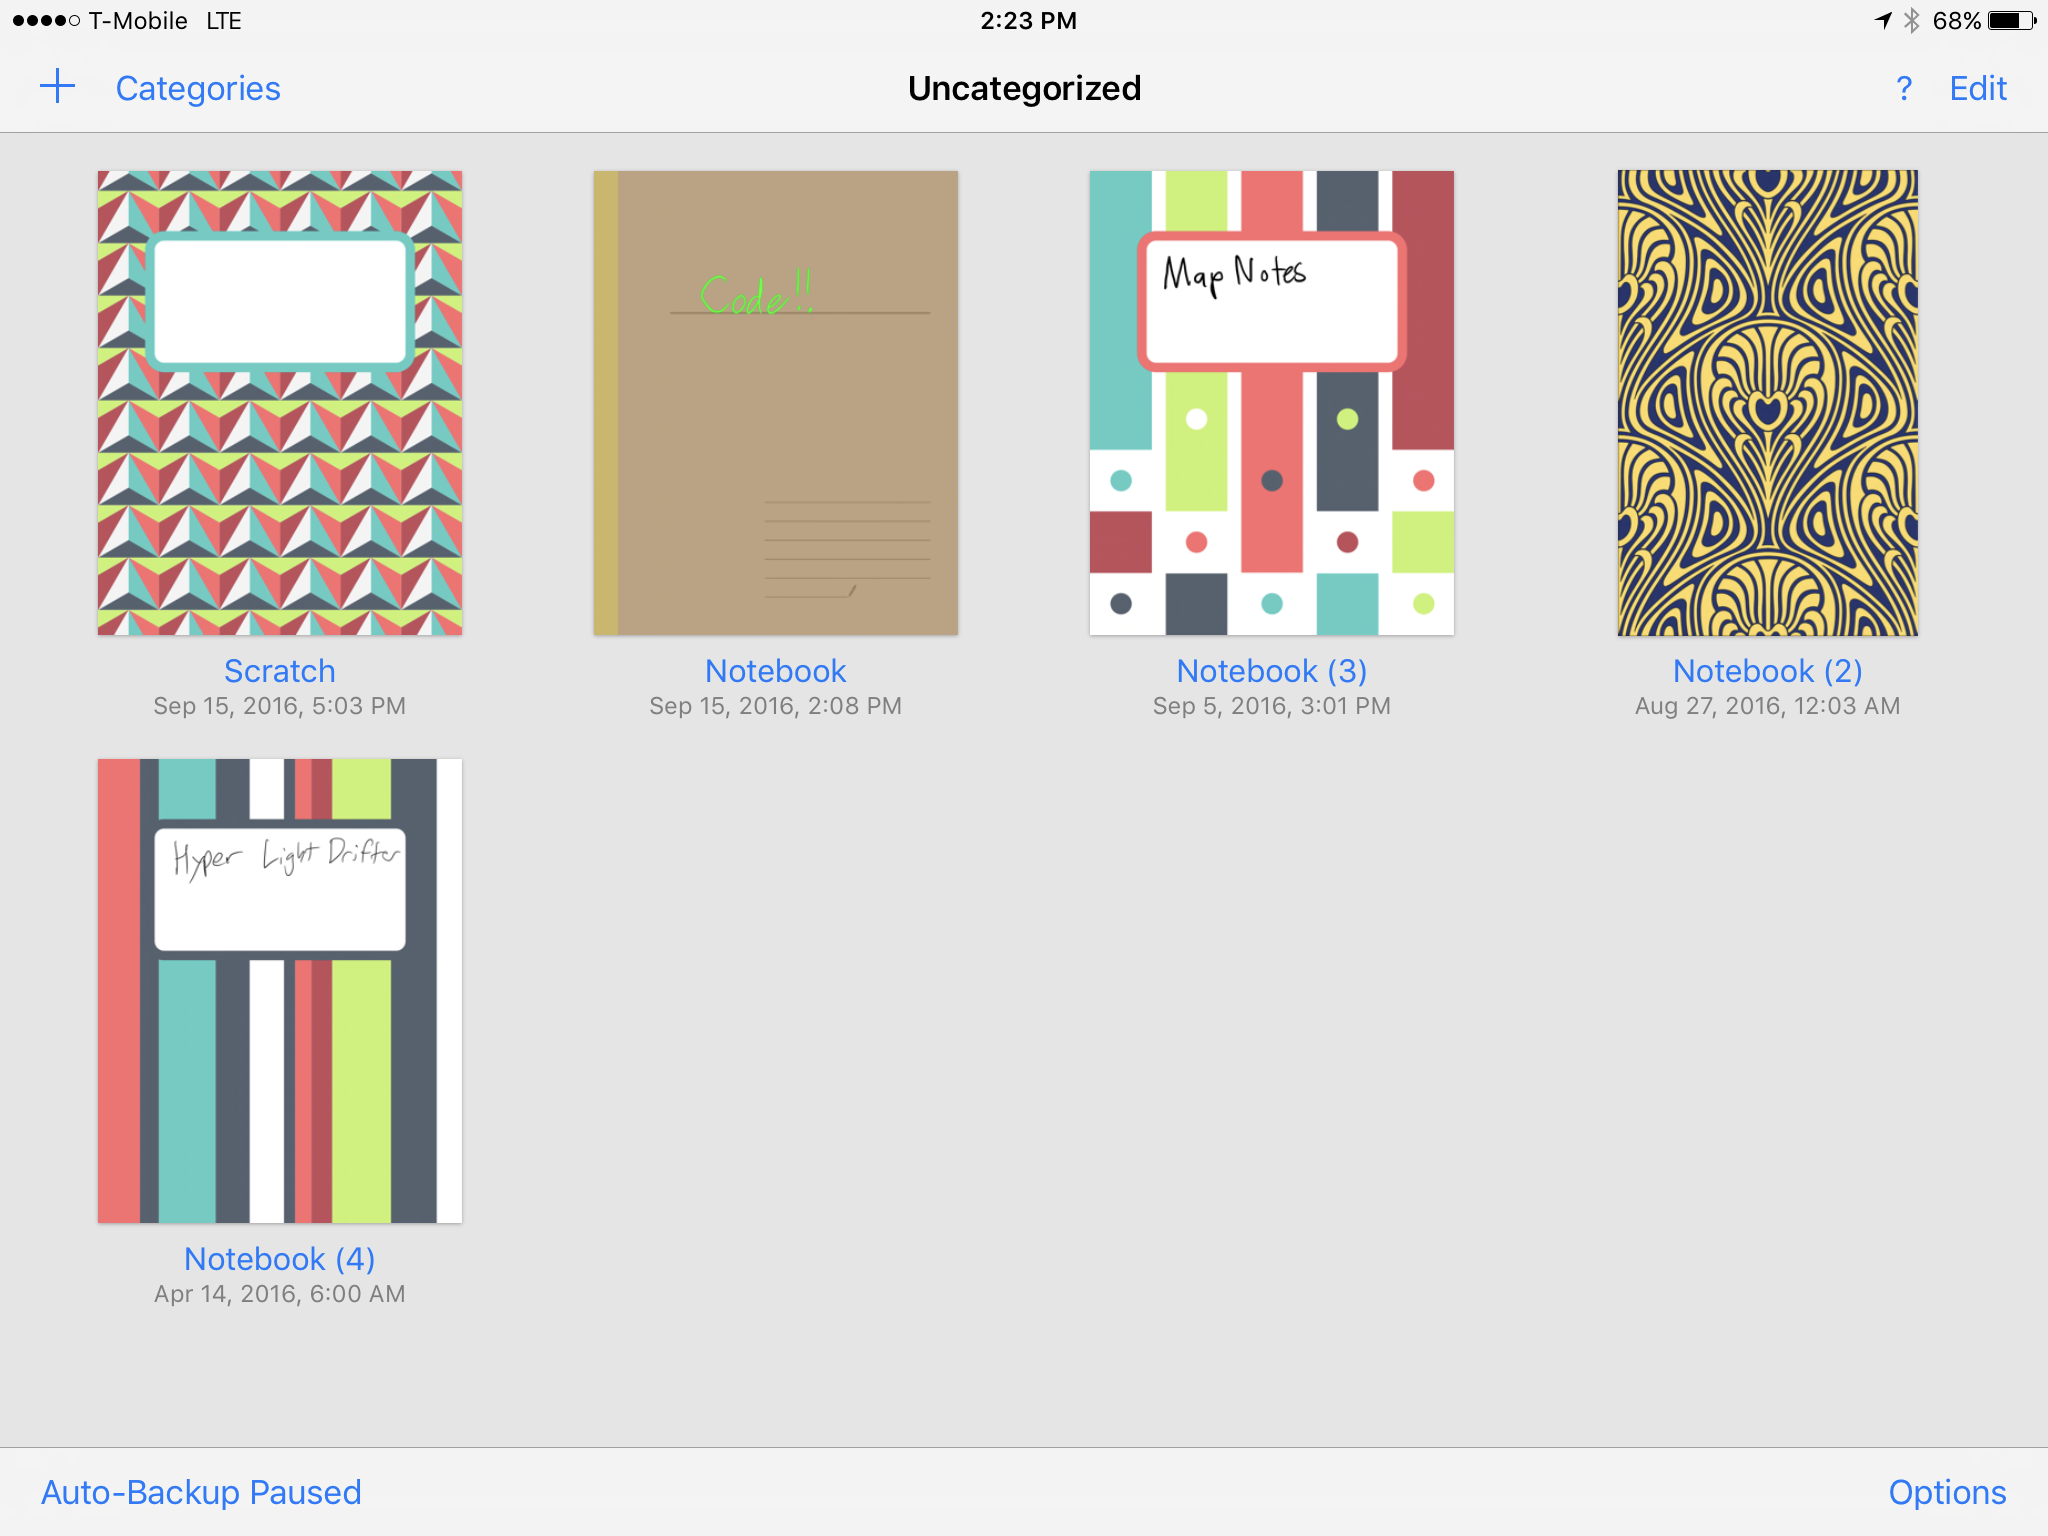 T-Mobile LTE 2:23 PM 68%
Categories Uncategorized ? Edit
Code!!
Map Notes
Scratch
Sep 15, 2016, 5:03 PM
Notebook
Sep 15, 2016, 2:08 PM
Notebook (3)
Sep 5, 2016, 3:01 PM
Notebook (2)
Aug 27, 2016, 12:03 AM
Hyper Light Drifter
Notebook (4)
Apr 14, 2016, 6:00 AM
Auto-Backup Paused Options